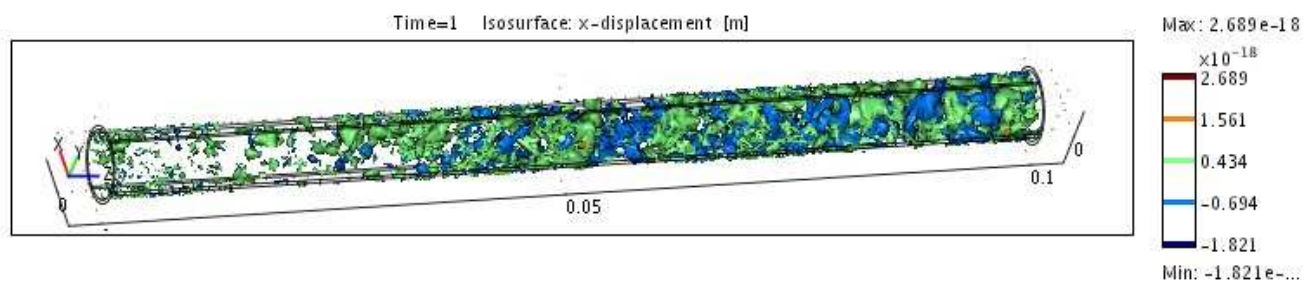 Time=1 Isosurface: x-displacement [m]
Max: 2.689e-18
x10^-18
2.689
1.561
0.434
-0.694
-1.821
Min: -1.821e-...
x
0
0.05
0.1
0